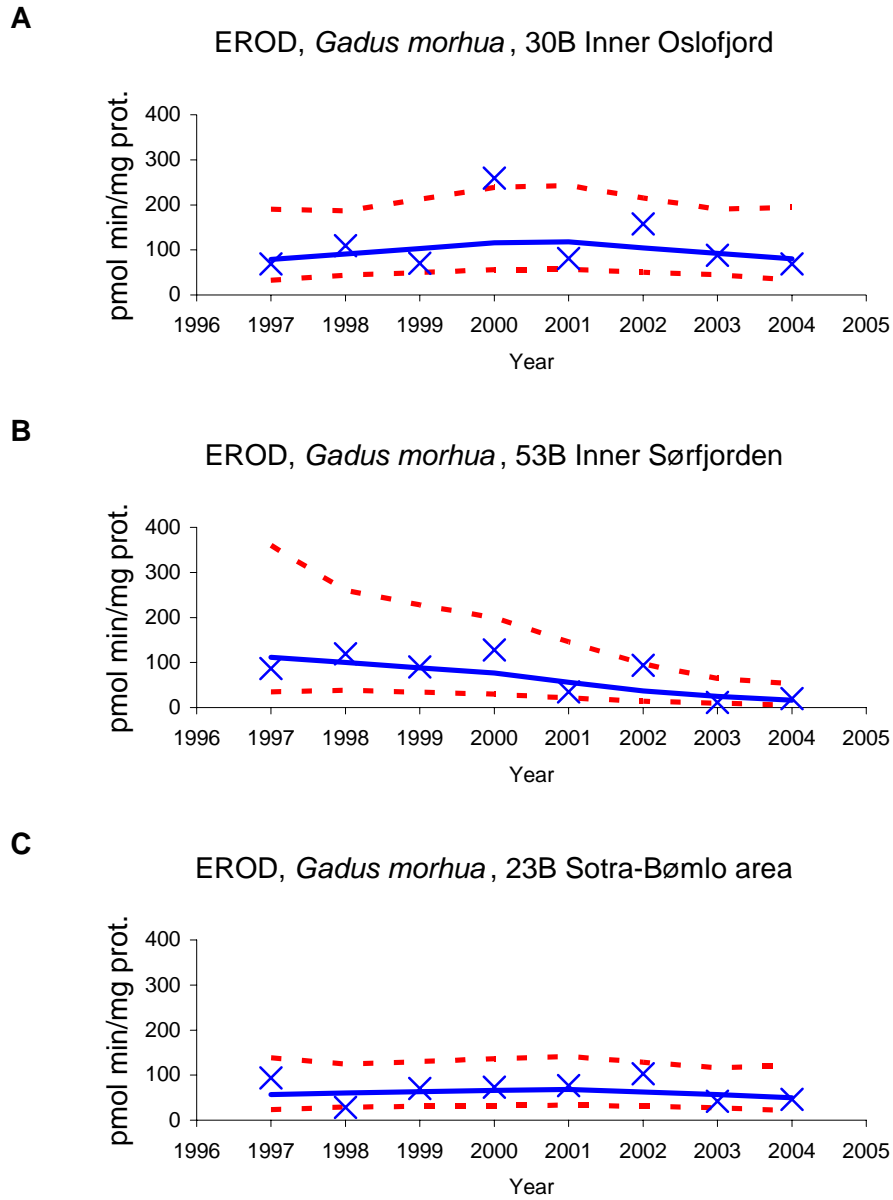 A
EROD, Gadus morhua , 30B Inner Oslofjord
pmol min/mg prot.
400
300
200
100
0
1996 1997 1998 1999 2000 2001 2002 2003 2004 2005
Year
B
EROD, Gadus morhua , 53B Inner Sørfjorden
pmol min/mg prot.
400
300
200
100
0
1996 1997 1998 1999 2000 2001 2002 2003 2004 2005
Year
C
EROD, Gadus morhua , 23B Sotra-Bømlo area
pmol min/mg prot.
400
300
200
100
0
1996 1997 1998 1999 2000 2001 2002 2003 2004 2005
Year